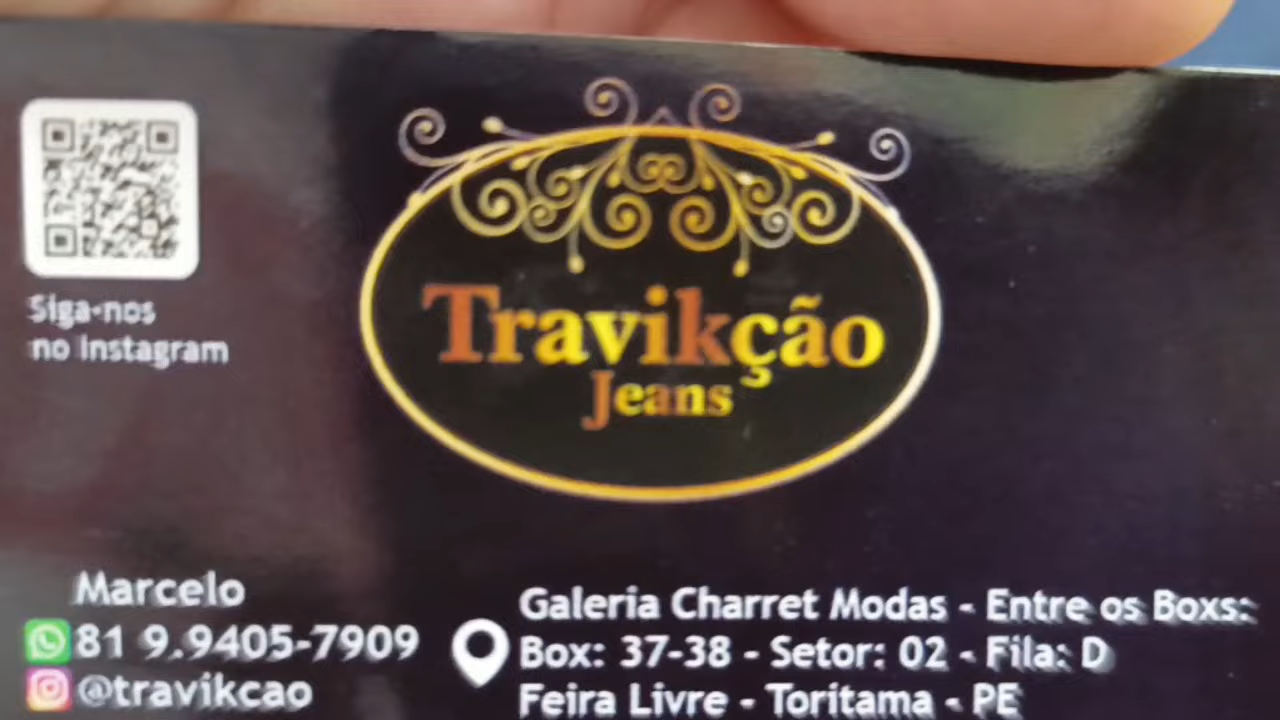 Siga-nos
no Instagram
Travikção
Jeans
Marcelo
81 9.9405-7909
@travikcao
Galeria Charret Modas - Entre os Boxs:
Box: 37-38 - Setor: 02 - Fila: D
Feira Livre - Toritama - PE